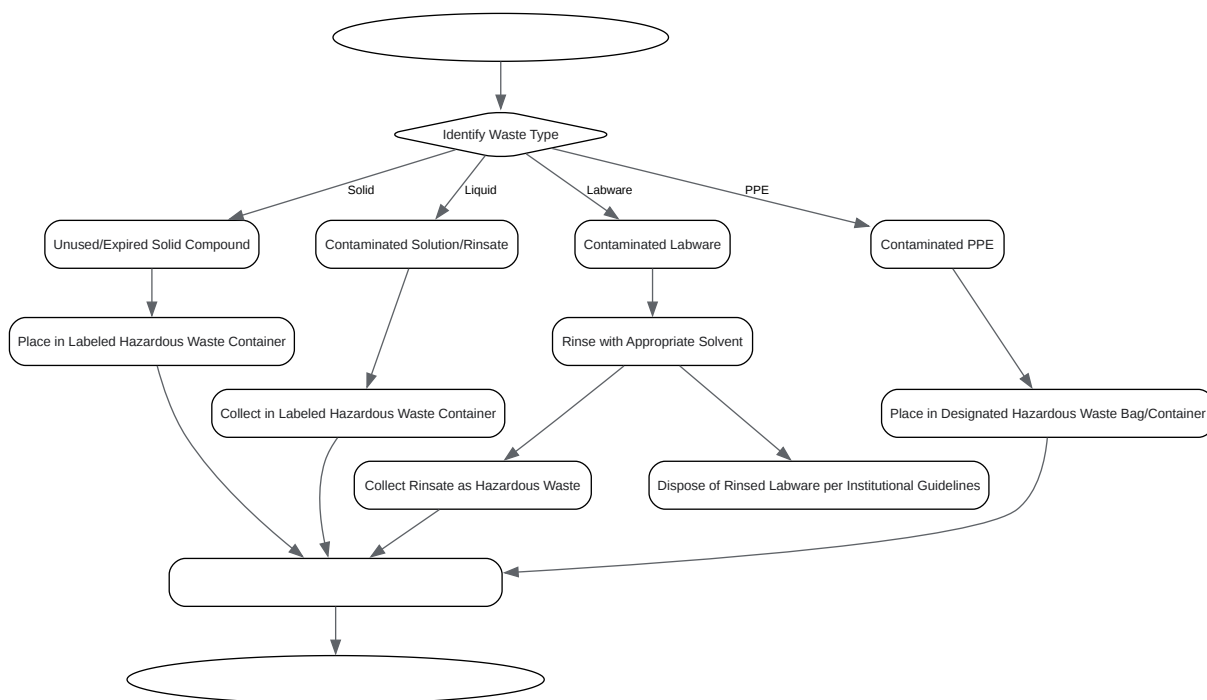 Identify Waste Type
Solid
Liquid
Labware
PPE
Unused/Expired Solid Compound
Contaminated Solution/Rinsate
Contaminated Labware
Contaminated PPE
Place in Labeled Hazardous Waste Container
Rinse with Appropriate Solvent
Collect in Labeled Hazardous Waste Container
Place in Designated Hazardous Waste Bag/Container
Collect Rinsate as Hazardous Waste
Dispose of Rinsed Labware per Institutional Guidelines